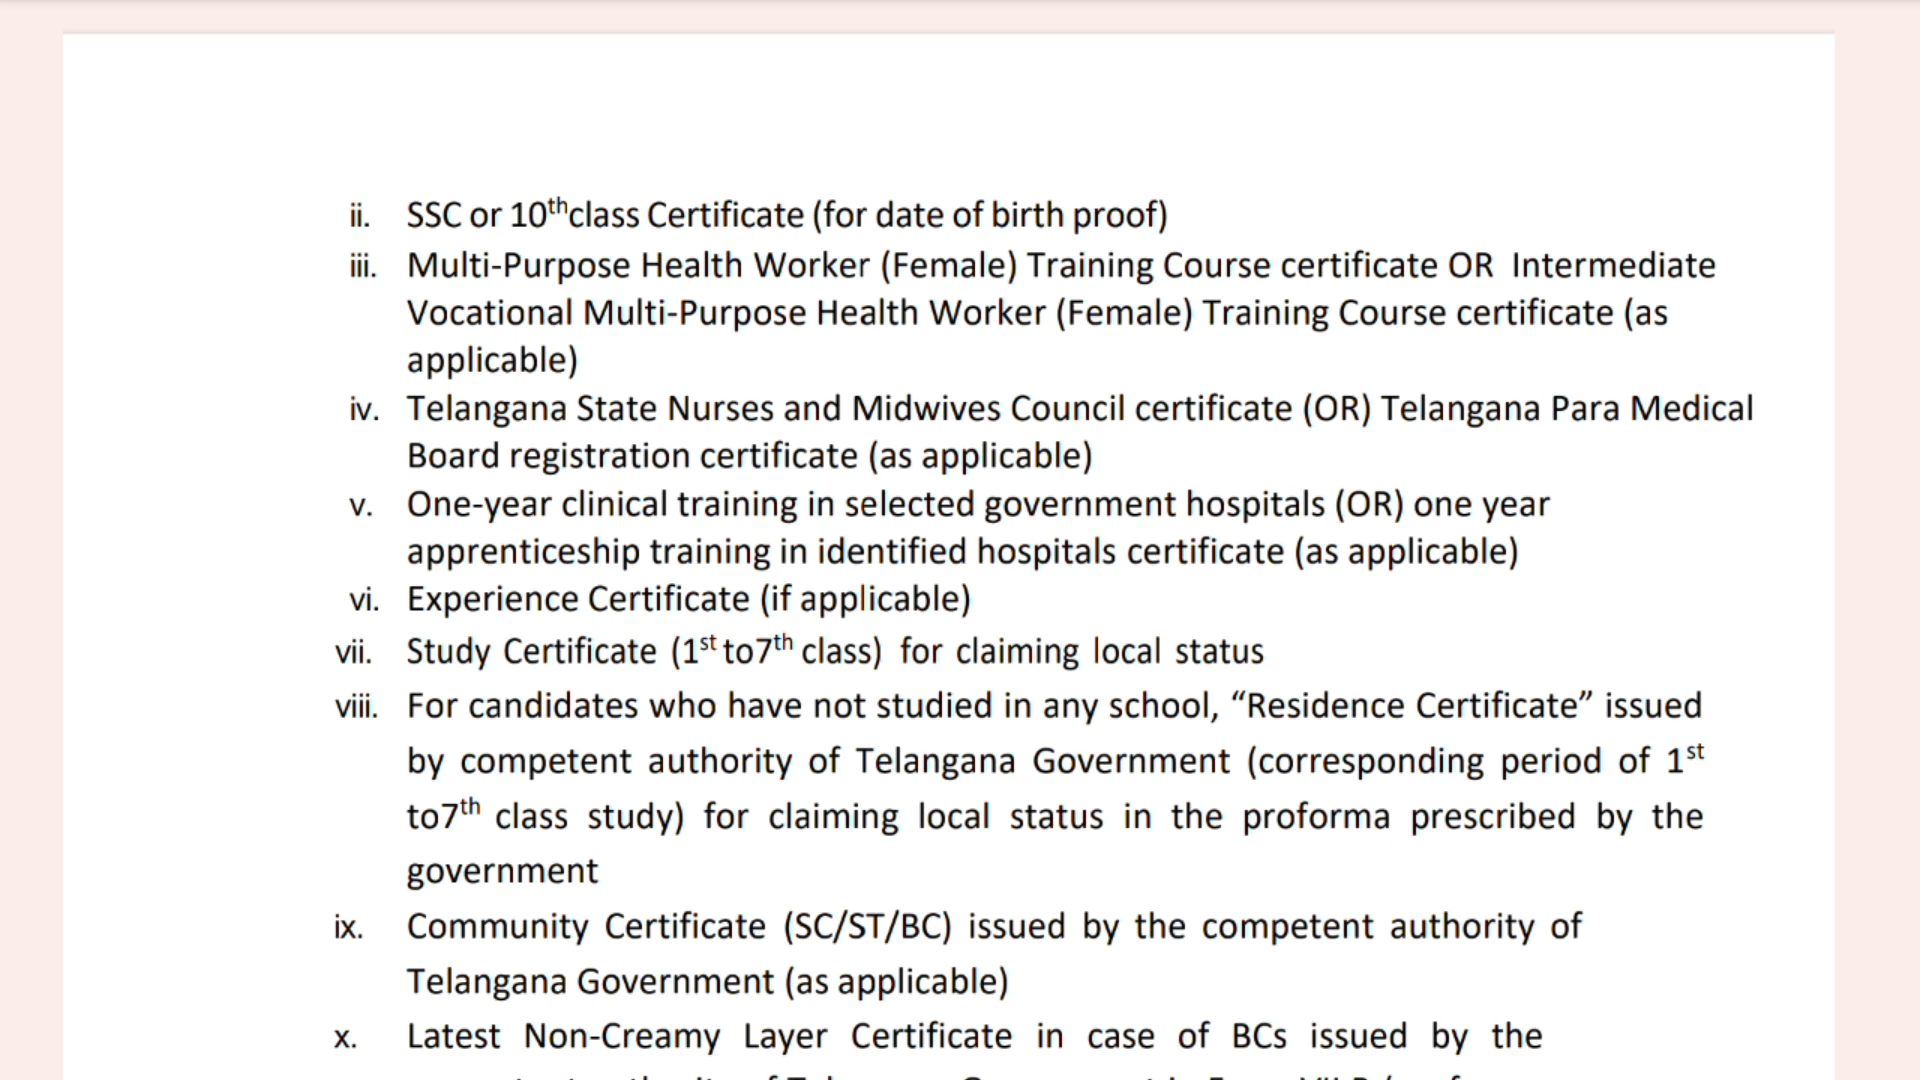 ii. SSC or 10thclass Certificate (for date of birth proof)
iii. Multi-Purpose Health Worker (Female) Training Course certificate OR Intermediate
Vocational Multi-Purpose Health Worker (Female) Training Course certificate (as
applicable)
iv. Telangana State Nurses and Midwives Council certificate (OR) Telangana Para Medical
Board registration certificate (as applicable)
v. One-year clinical training in selected government hospitals (OR) one year
apprenticeship training in identified hospitals certificate (as applicable)
vi. Experience Certificate (if applicable)
vii. Study Certificate (1st to7th class) for claiming local status
viii. For candidates who have not studied in any school, “Residence Certificate” issued
by competent authority of Telangana Government (corresponding period of 1st
to7th class study) for claiming local status in the proforma prescribed by the
government
ix. Community Certificate (SC/ST/BC) issued by the competent authority of
Telangana Government (as applicable)
x. Latest Non-Creamy Layer Certificate in case of BCs issued by the